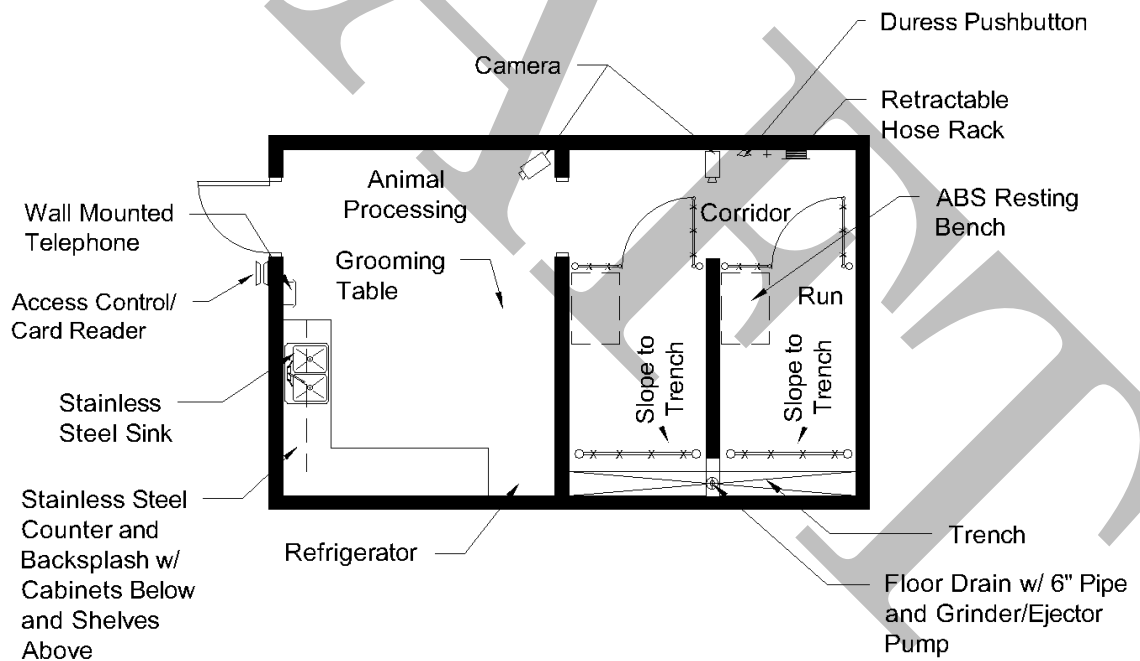 Duress Pushbutton
Camera
Retractable
Hose Rack
Animal
Processing
Wall Mounted
Telephone
Corridor
ABS Resting
Bench
Grooming
Table
Access Control/
Card Reader
Run
Slope to
Trench
Slope to
Trench
Stainless
Steel Sink
Stainless Steel
Counter and
Backsplash w/
Cabinets Below
and Shelves
Above
Refrigerator
Trench
Floor Drain w/ 6" Pipe
and Grinder/Ejector
Pump